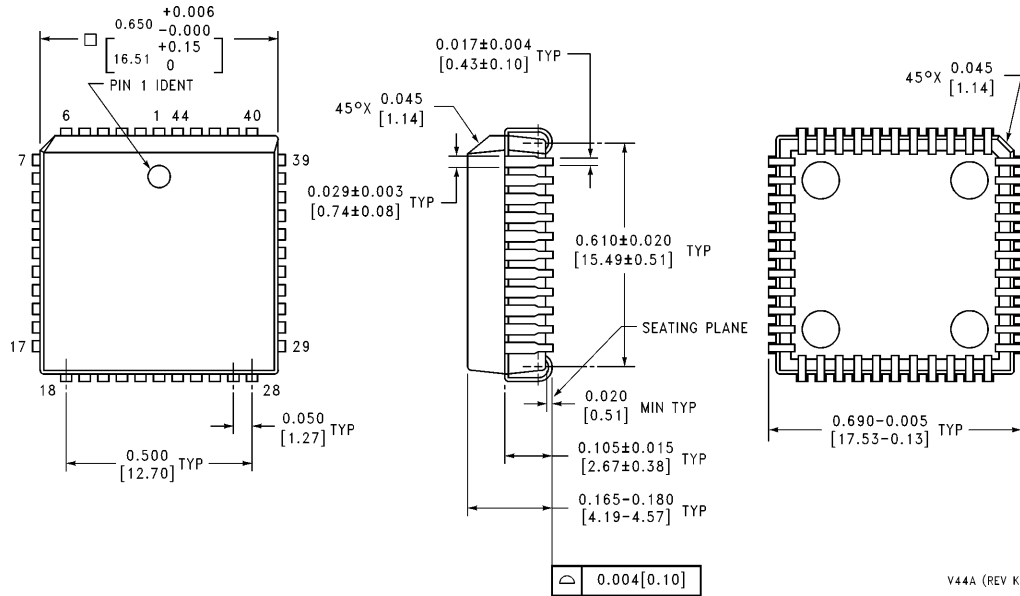 0.650 +0.006 -0.000
[16.51 +0.15 0]
PIN 1 IDENT
6 1 44 40
7 39
17 29
18 28
0.050
[1.27] TYP
0.500
[12.70] TYP
0.017±0.004
[0.43±0.10] TYP
45°X 0.045
[1.14]
0.029±0.003
[0.74±0.08] TYP
0.610±0.020
[15.49±0.51] TYP
SEATING PLANE
0.020
[0.51] MIN TYP
0.105±0.015
[2.67±0.38] TYP
0.165-0.180
[4.19-4.57] TYP
0.004[0.10]
45°X 0.045
[1.14]
0.690-0.005
[17.53-0.13] TYP
V44A (REV K